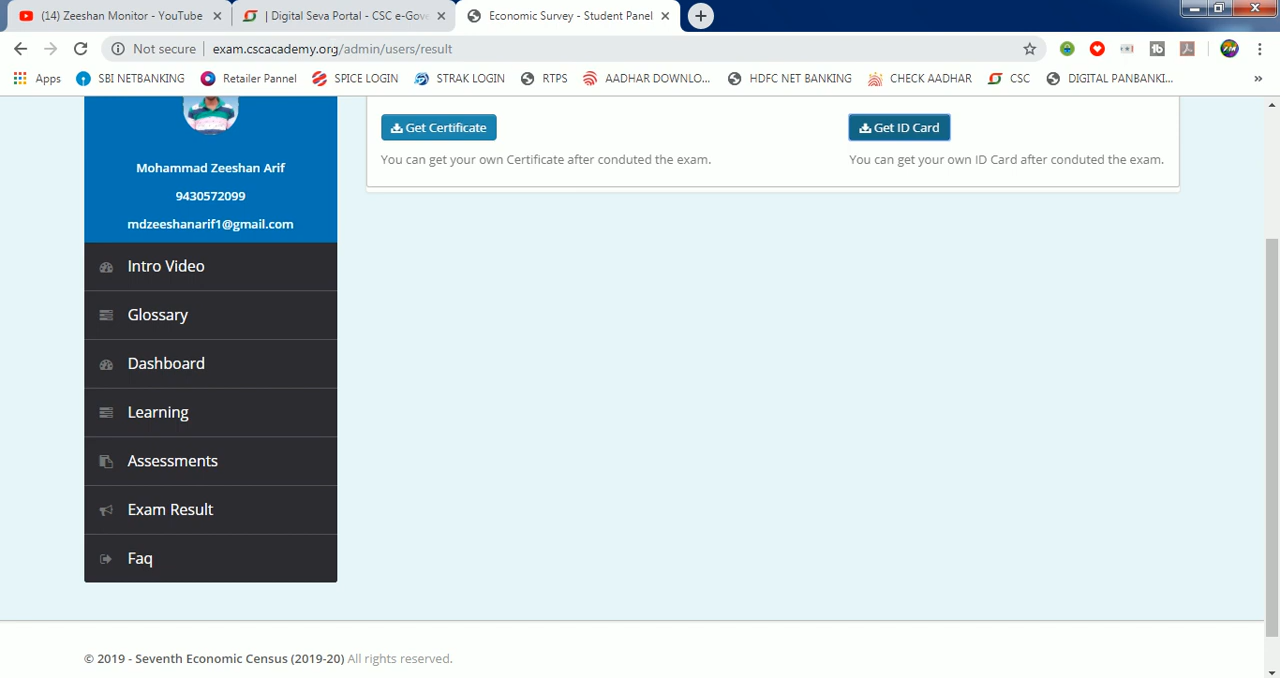 (14) Zeeshan Monitor - YouTube
| Digital Seva Portal - CSC e-Gove
Economic Survey - Student Panel
Not secure | exam.cscacademy.org/admin/users/result
Apps SBI NETBANKING Retailer Pannel SPICE LOGIN STRAK LOGIN RTPS AADHAR DOWNLO... HDFC NET BANKING CHECK AADHAR CSC DIGITAL PANBANKI... »
Get Certificate
Get ID Card
You can get your own Certificate after conduted the exam.
You can get your own ID Card after conduted the exam.
Mohammad Zeeshan Arif
9430572099
mdzeeshanarif1@gmail.com
Intro Video
Glossary
Dashboard
Learning
Assessments
Exam Result
Faq
© 2019 - Seventh Economic Census (2019-20) All rights reserved.